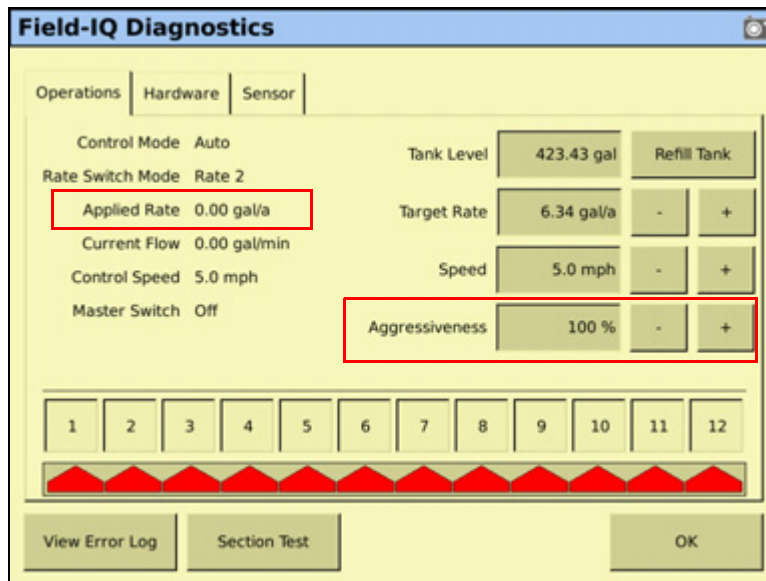 Field-IQ Diagnostics
Operations Hardware Sensor
Control Mode Auto
Rate Switch Mode Rate 2
Applied Rate 0.00 gal/a
Current Flow 0.00 gal/min
Control Speed 5.0 mph
Master Switch Off
Tank Level 423.43 gal Refill Tank
Target Rate 6.34 gal/a - +
Speed 5.0 mph - +
Aggressiveness 100 % - +
1 2 3 4 5 6 7 8 9 10 11 12
View Error Log Section Test OK